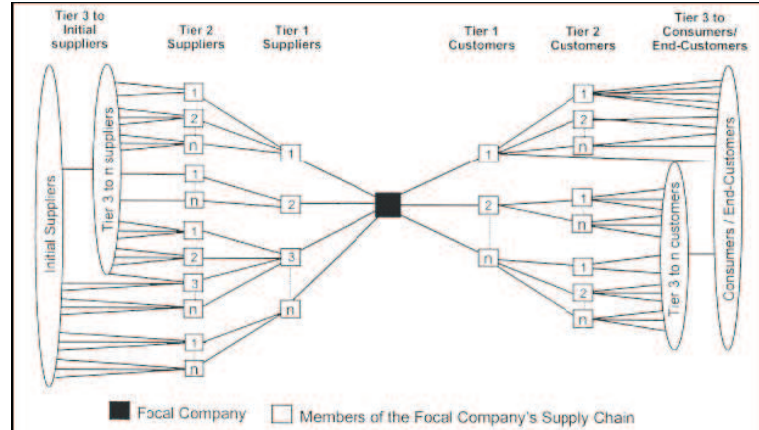 Tier 3 to
Initial
suppliers
Tier 2
Suppliers
Tier 1
Suppliers
Tier 1
Customers
Tier 2
Customers
Tier 3 to
Consumers/
End-Customers
Initial Suppliers
Tier 3 to n suppliers
1
2
n
1
n
1
2
3
n
1
n
1
2
3
n
1
2
n
1
2
n
1
n
1
2
n
Tier 3 to n customers
Consumers / End-Customers
Focal Company
Members of the Focal Company's Supply Chain